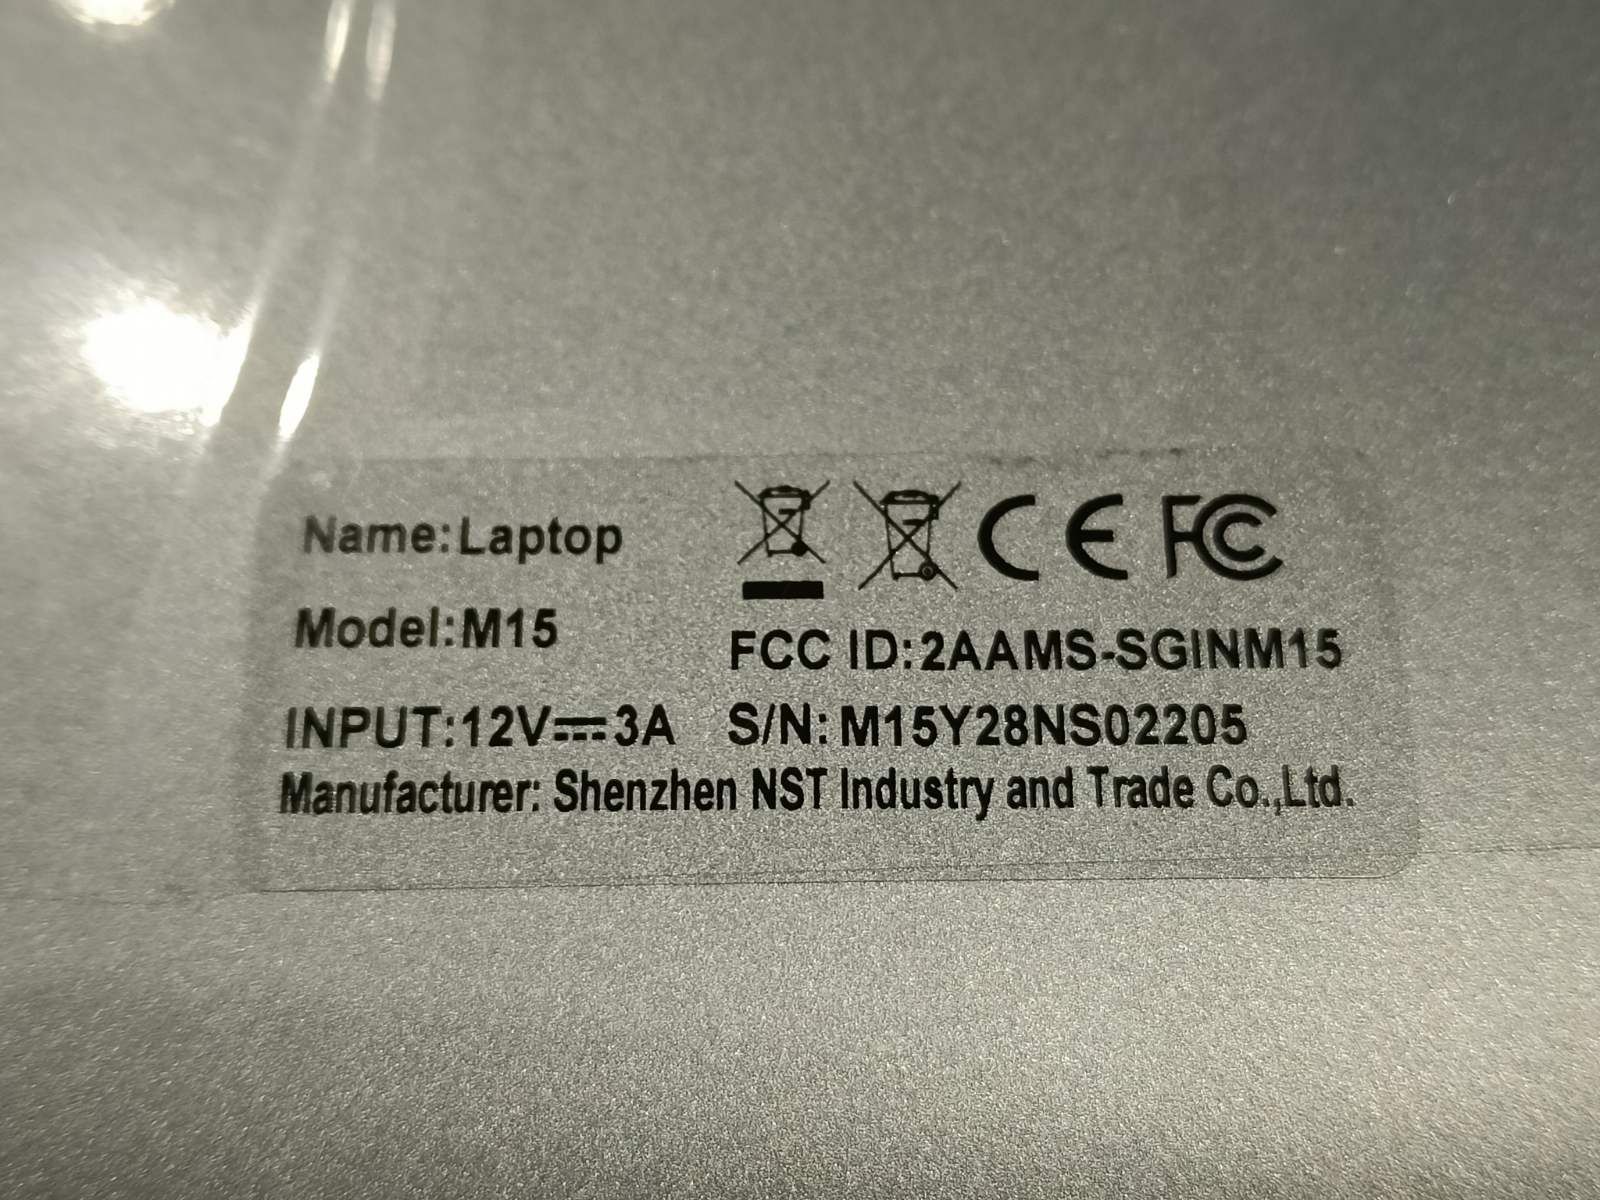 Name:Laptop
Model:M15
CE FC
FCC ID:2AAMS-SGINM15
INPUT:12V⎓3A S/N: M15Y28NS02205
Manufacturer: Shenzhen NST Industry and Trade Co.,Ltd.